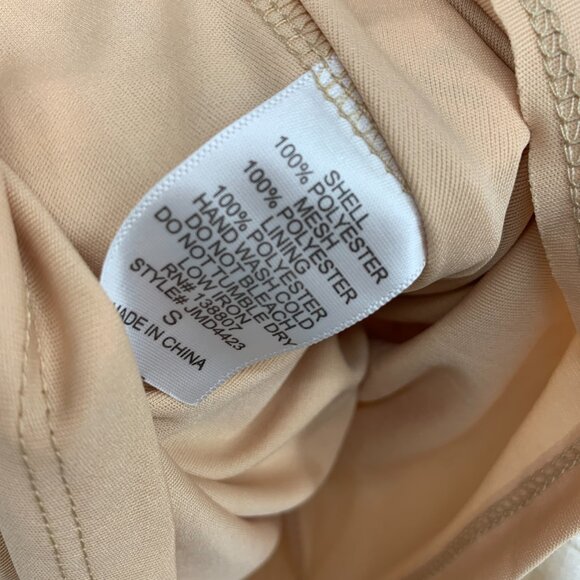 SHELL
100% POLYESTER
MESH
100% POLYESTER
LINING
100% POLYESTER
HAND WISH COLD
DO NOT BLEACH
DO NOT TUMBLE DRY
LOW IRON
RN# 138807
STYLE# JMD4423
S
MADE IN CHINA